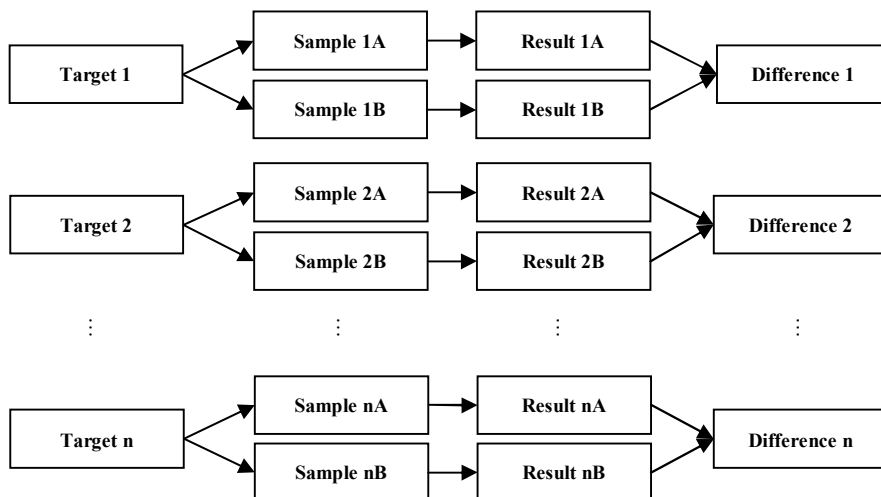 Target 1
Sample 1A
Result 1A
Sample 1B
Result 1B
Difference 1
Target 2
Sample 2A
Result 2A
Sample 2B
Result 2B
Difference 2
⋮ ⋮ ⋮ ⋮
Target n
Sample nA
Result nA
Sample nB
Result nB
Difference n